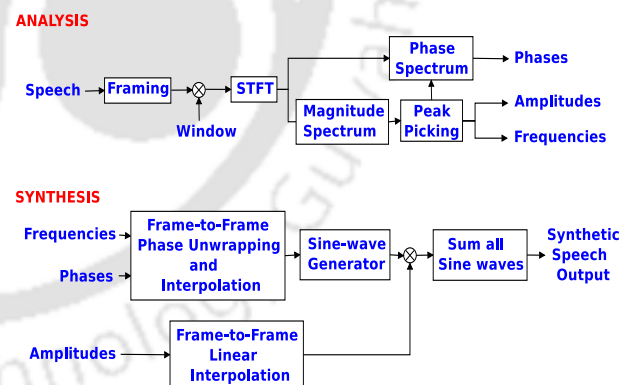 ANALYSIS
Speech
Framing
Window
STFT
Magnitude
Spectrum
Peak
Picking
Phase
Spectrum
Phases
Amplitudes
Frequencies
SYNTHESIS
Frequencies
Phases
Frame-to-Frame
Phase Unwrapping
and
Interpolation
Sine-wave
Generator
Sum all
Sine waves
Synthetic
Speech
Output
Amplitudes
Frame-to-Frame
Linear
Interpolation